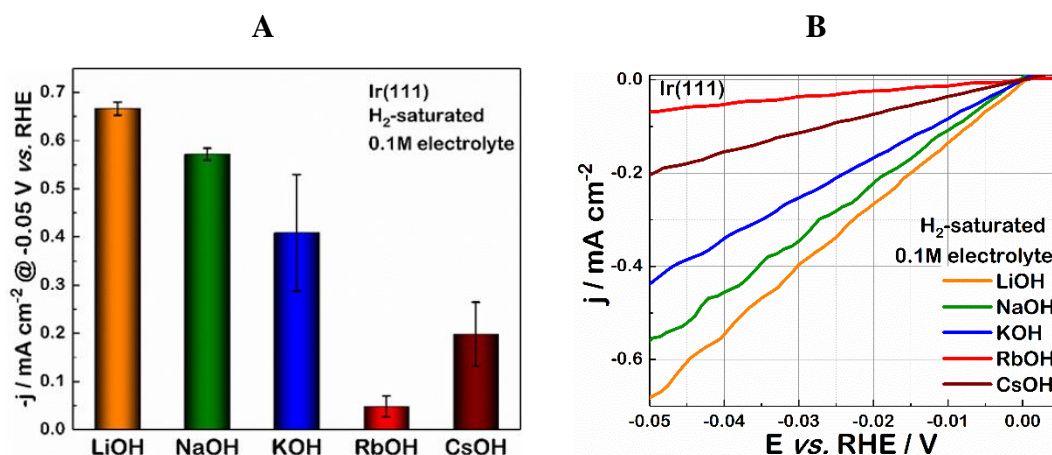 A
-j / mA cm⁻² @ -0.05 V vs. RHE
0.7
0.6
0.5
0.4
0.3
0.2
0.1
0.0
Ir(111)
H₂-saturated
0.1M electrolyte
LiOH NaOH KOH RbOH CsOH
B
j / mA cm⁻²
0.0
-0.2
-0.4
-0.6
Ir(111)
H₂-saturated
0.1M electrolyte
LiOH
NaOH
KOH
RbOH
CsOH
-0.05 -0.04 -0.03 -0.02 -0.01 0.00
E vs. RHE / V